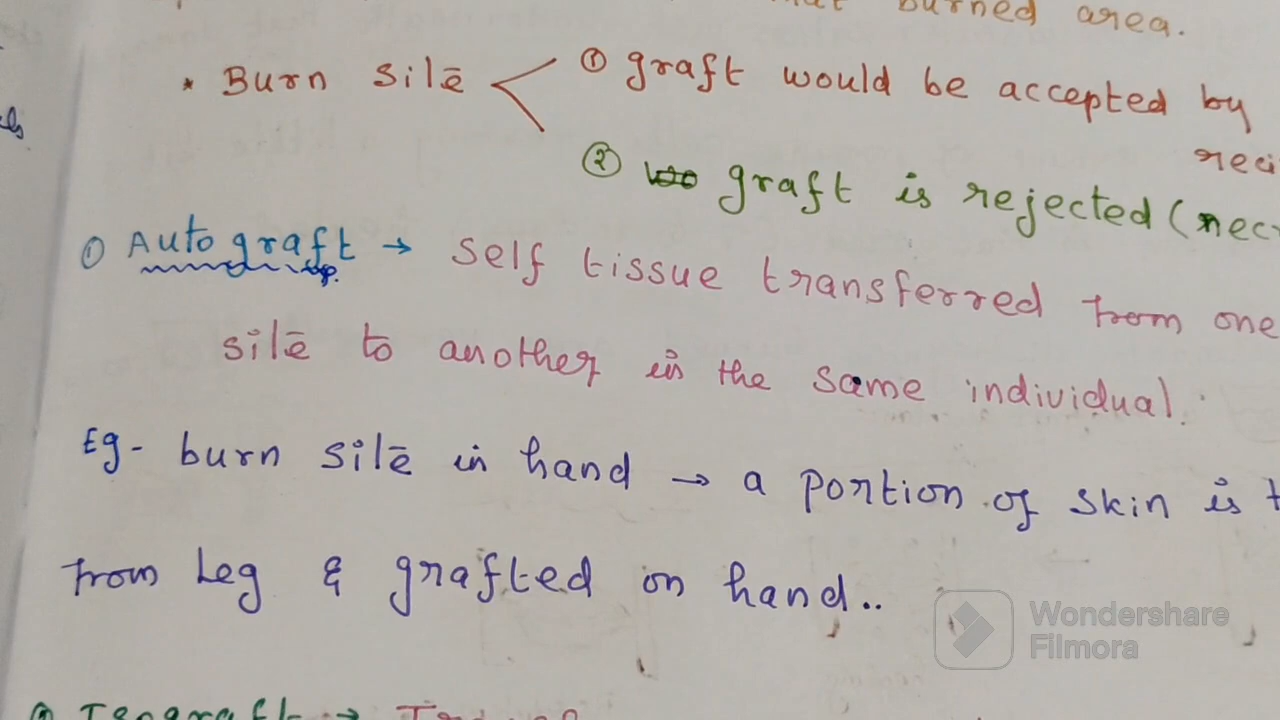 burned area.
* Burn site < ① graft would be accepted by
② graft is rejected (nec
① Autograft → self tissue transferred from one
site to another in the same individual.
Eg- burn site in hand → a portion of skin is t
from Leg & grafted on hand..
Wondershare
Filmora
Isograft →